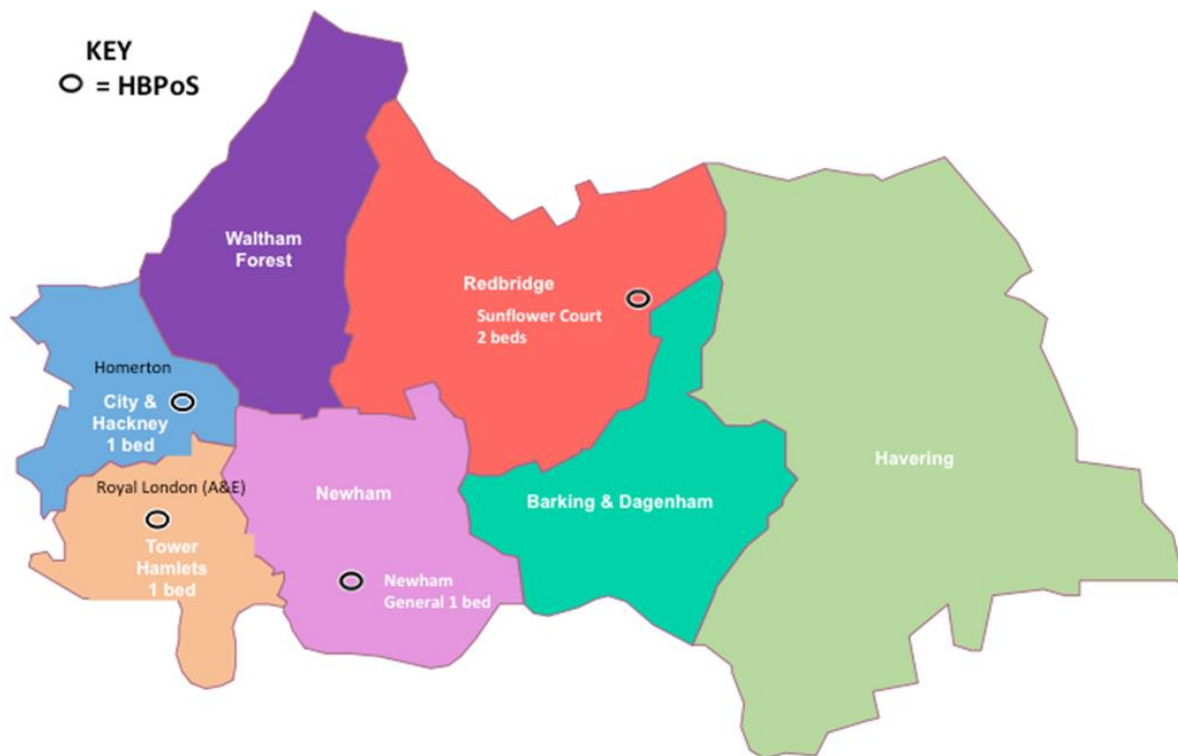 KEY
= HBPoS
Waltham
Forest
Redbridge
Sunflower Court
2 beds
Homerton
City &
Hackney
1 bed
Royal London (A&E)
Tower
Hamlets
1 bed
Newham
Newham
General 1 bed
Barking & Dagenham
Havering